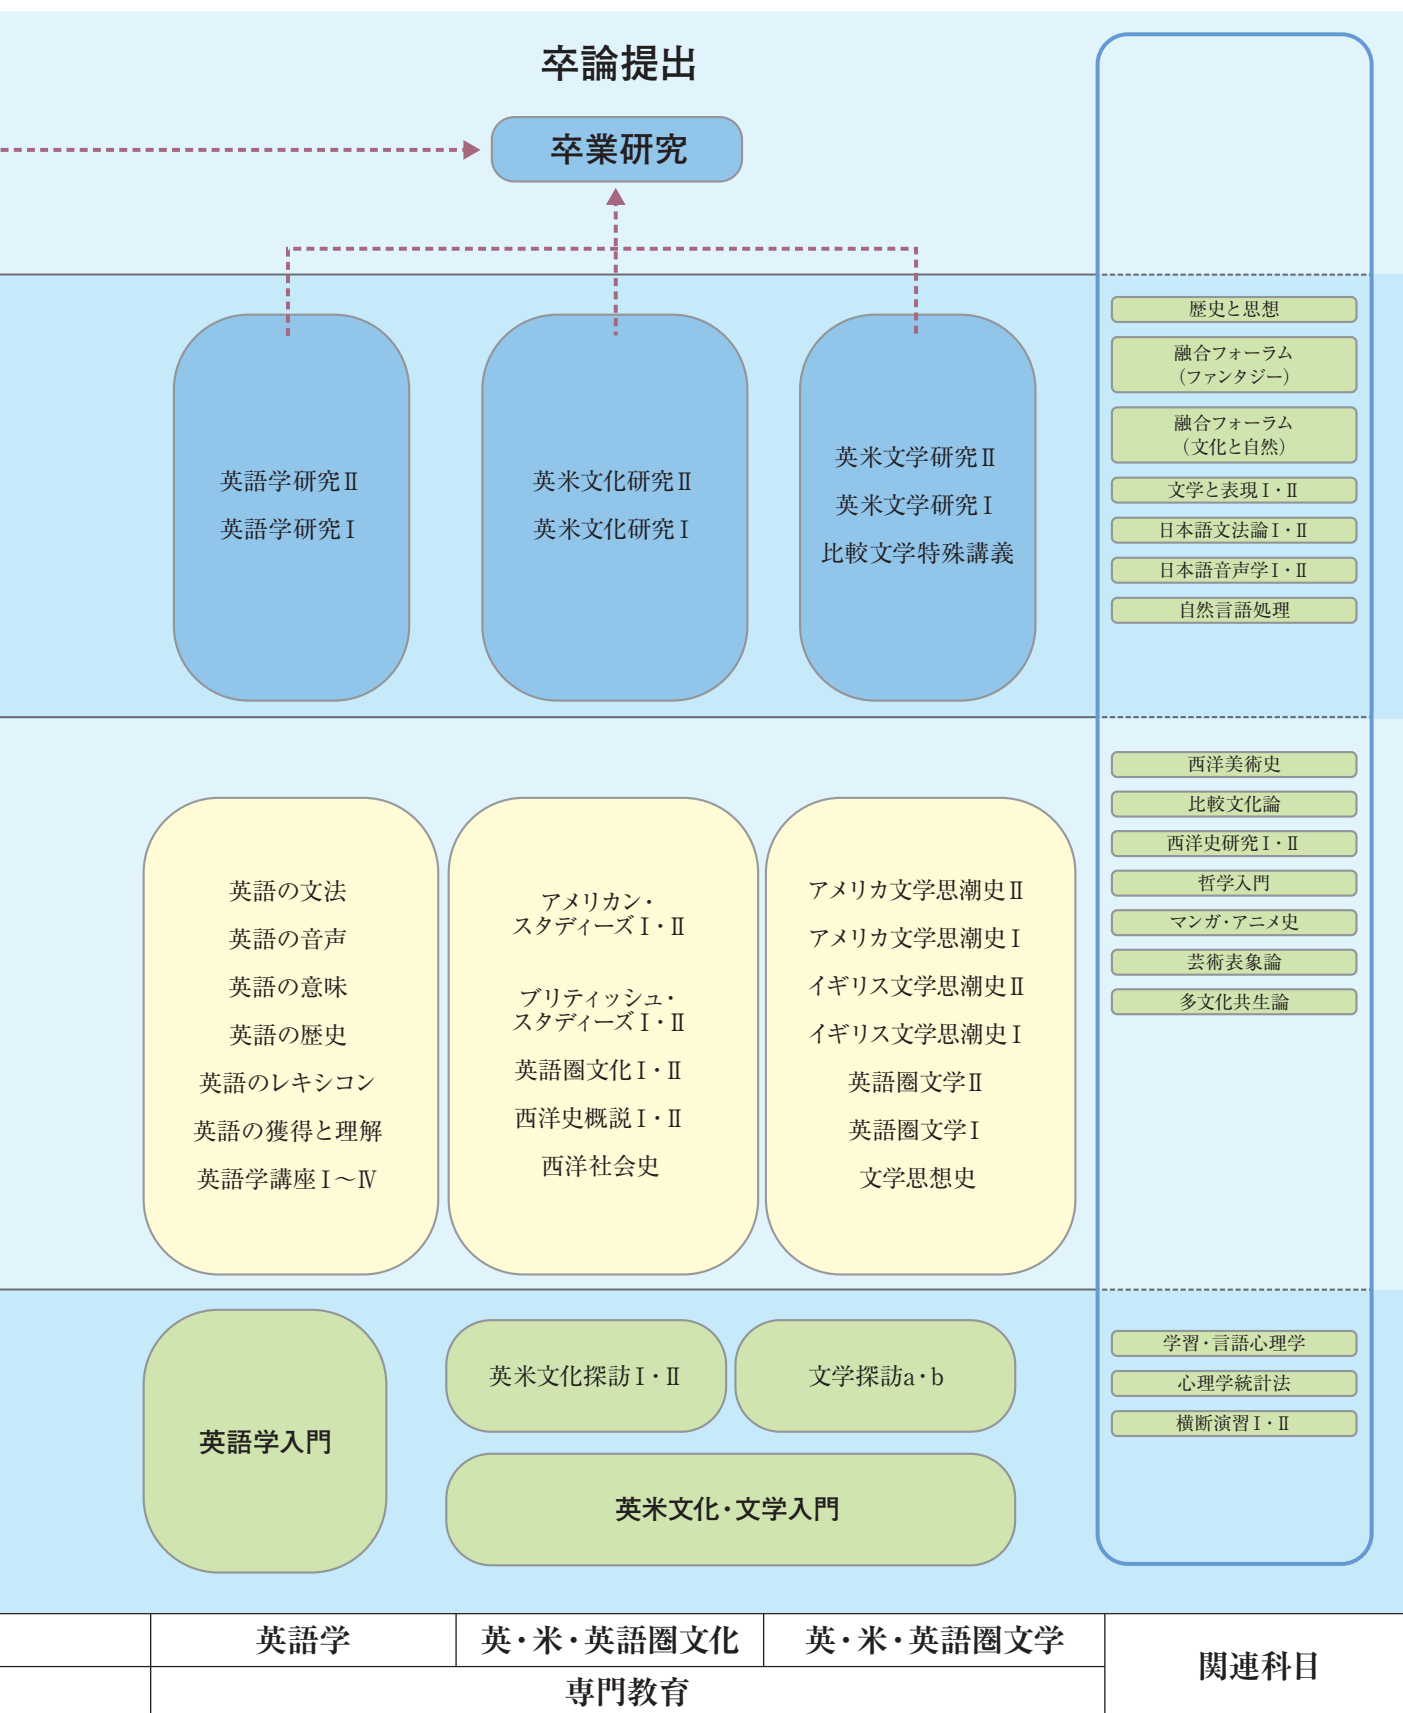 卒論提出
卒業研究
英語学研究Ⅱ
英語学研究Ⅰ
英米文化研究Ⅱ
英米文化研究Ⅰ
英米文学研究Ⅱ
英米文学研究Ⅰ
比較文学特殊講義
歴史と思想
融合フォーラム
（ファンタジー）
融合フォーラム
（文化と自然）
文学と表現Ⅰ・Ⅱ
日本語文法論Ⅰ・Ⅱ
日本語音声学Ⅰ・Ⅱ
自然言語処理
英語の文法
英語の音声
英語の意味
英語の歴史
英語のレキシコン
英語の獲得と理解
英語学講座Ⅰ～Ⅳ
アメリカン・
スタディーズⅠ・Ⅱ
ブリティッシュ・
スタディーズⅠ・Ⅱ
英語圏文化Ⅰ・Ⅱ
西洋史概説Ⅰ・Ⅱ
西洋社会史
アメリカ文学思潮史Ⅱ
アメリカ文学思潮史Ⅰ
イギリス文学思潮史Ⅱ
イギリス文学思潮史Ⅰ
英語圏文学Ⅱ
英語圏文学Ⅰ
文学思想史
西洋美術史
比較文化論
西洋史研究Ⅰ・Ⅱ
哲学入門
マンガ・アニメ史
芸術表象論
多文化共生論
英語学入門
英米文化探訪Ⅰ・Ⅱ
文学探訪a・b
英米文化・文学入門
学習・言語心理学
心理学統計法
横断演習Ⅰ・Ⅱ
英語学
英・米・英語圏文化
英・米・英語圏文学
関連科目
専門教育